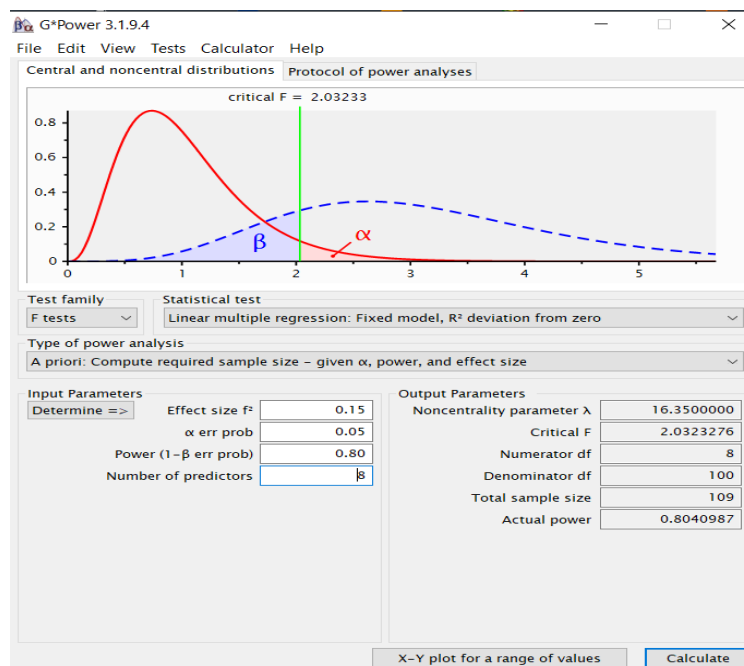 βα G*Power 3.1.9.4
File Edit View Tests Calculator Help
Central and noncentral distributions Protocol of power analyses
critical F = 2.03233
0.8
0.6
0.4
0.2
0
β
α
0 1 2 3 4 5
Test family Statistical test
F tests Linear multiple regression: Fixed model, R² deviation from zero
Type of power analysis
A priori: Compute required sample size – given α, power, and effect size
Input Parameters Output Parameters
Determine => Effect size f² 0.15 Noncentrality parameter λ 16.3500000
α err prob 0.05 Critical F 2.0323276
Power (1-β err prob) 0.80 Numerator df 8
Number of predictors 8 Denominator df 100
Total sample size 109
Actual power 0.8040987
X-Y plot for a range of values Calculate